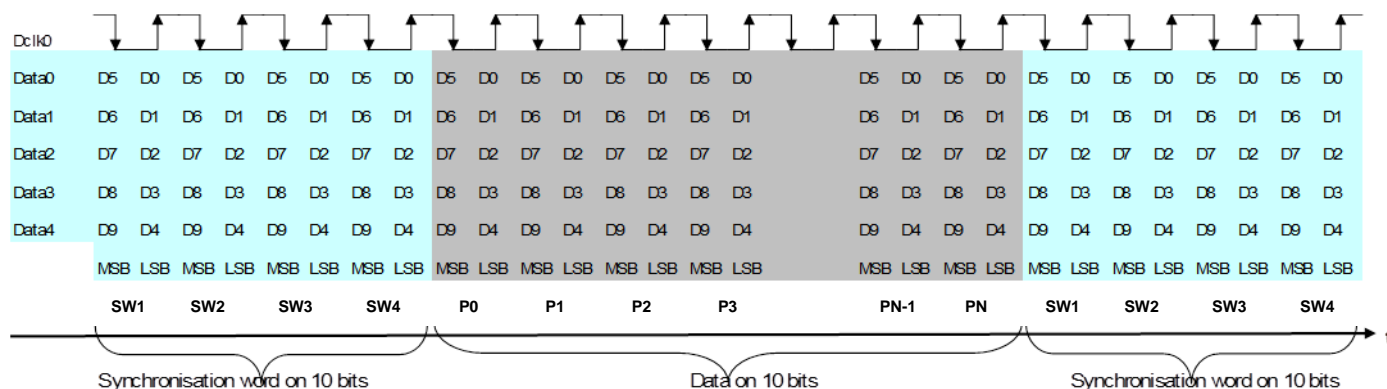 Dclk0
Data0 D5 D0 D5 D0 D5 D0 D5 D0 D5 D0 D5 D0 D5 D0 D5 D0 D5 D0 D5 D0 D5 D0 D5 D0 D5 D0 D5 D0
Data1 D6 D1 D6 D1 D6 D1 D6 D1 D6 D1 D6 D1 D6 D1 D6 D1 D6 D1 D6 D1 D6 D1 D6 D1 D6 D1 D6 D1
Data2 D7 D2 D7 D2 D7 D2 D7 D2 D7 D2 D7 D2 D7 D2 D7 D2 D7 D2 D7 D2 D7 D2 D7 D2 D7 D2 D7 D2
Data3 D8 D3 D8 D3 D8 D3 D8 D3 D8 D3 D8 D3 D8 D3 D8 D3 D8 D3 D8 D3 D8 D3 D8 D3 D8 D3 D8 D3
Data4 D9 D4 D9 D4 D9 D4 D9 D4 D9 D4 D9 D4 D9 D4 D9 D4 D9 D4 D9 D4 D9 D4 D9 D4 D9 D4 D9 D4
MSB LSB MSB LSB MSB LSB MSB LSB MSB LSB MSB LSB MSB LSB MSB LSB MSB LSB MSB LSB MSB LSB MSB LSB MSB LSB MSB LSB
SW1 SW2 SW3 SW4 P0 P1 P2 P3 PN-1 PN SW1 SW2 SW3 SW4
Synchronisation word on 10 bits Data on 10 bits Synchronisation word on 10 bits